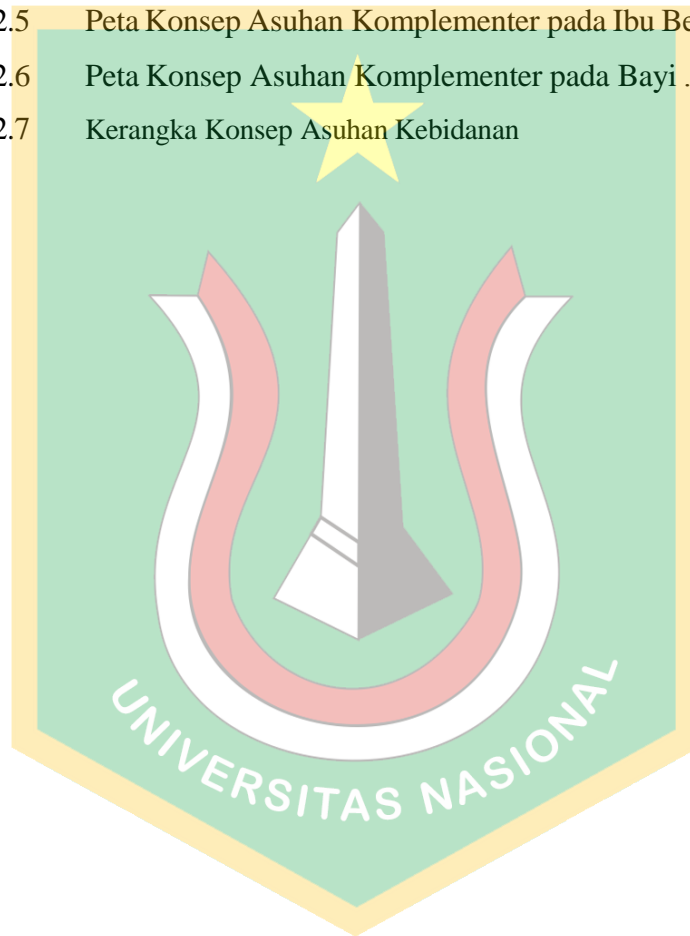 2.5 Peta Konsep Asuhan Komplementer pada Ibu Be
2.6 Peta Konsep Asuhan Komplementer pada Bayi .
2.7 Kerangka Konsep Asuhan Kebidanan
UNIVERSITAS NASIONAL